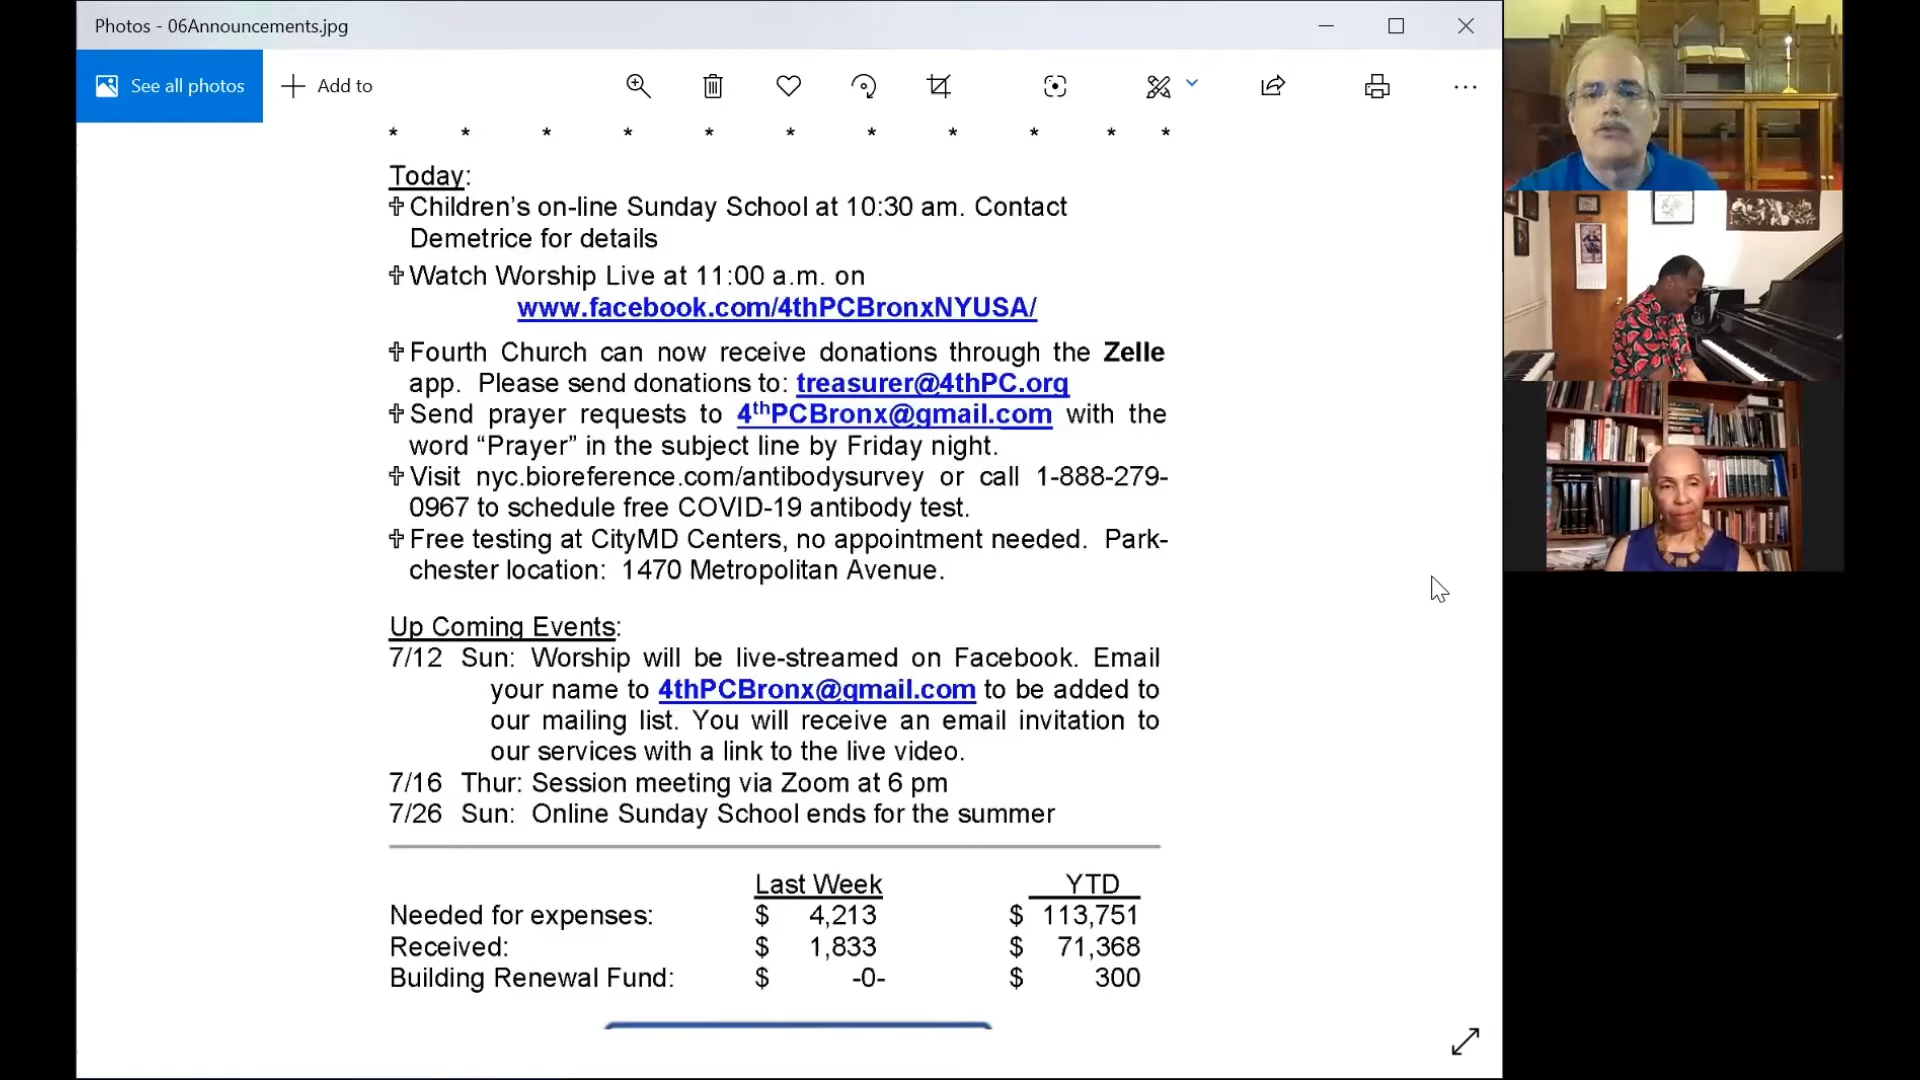 Photos - 06Announcements.jpg
See all photos
Add to
* * * * * * * * * * *
Today:
✞Children's on-line Sunday School at 10:30 am. Contact
Demetrice for details
✞Watch Worship Live at 11:00 a.m. on
www.facebook.com/4thPCBronxNYUSA/
✞Fourth Church can now receive donations through the Zelle
app. Please send donations to: treasurer@4thPC.org
✞Send prayer requests to 4thPCBronx@gmail.com with the
word “Prayer” in the subject line by Friday night.
✞Visit nyc.bioreference.com/antibodysurvey or call 1-888-279-
0967 to schedule free COVID-19 antibody test.
✞Free testing at CityMD Centers, no appointment needed. Park-
chester location: 1470 Metropolitan Avenue.
Up Coming Events:
7/12 Sun: Worship will be live-streamed on Facebook. Email
your name to 4thPCBronx@gmail.com to be added to
our mailing list. You will receive an email invitation to
our services with a link to the live video.
7/16 Thur: Session meeting via Zoom at 6 pm
7/26 Sun: Online Sunday School ends for the summer
Last Week YTD
Needed for expenses: $ 4,213 $ 113,751
Received: $ 1,833 $ 71,368
Building Renewal Fund: $ -0- $ 300